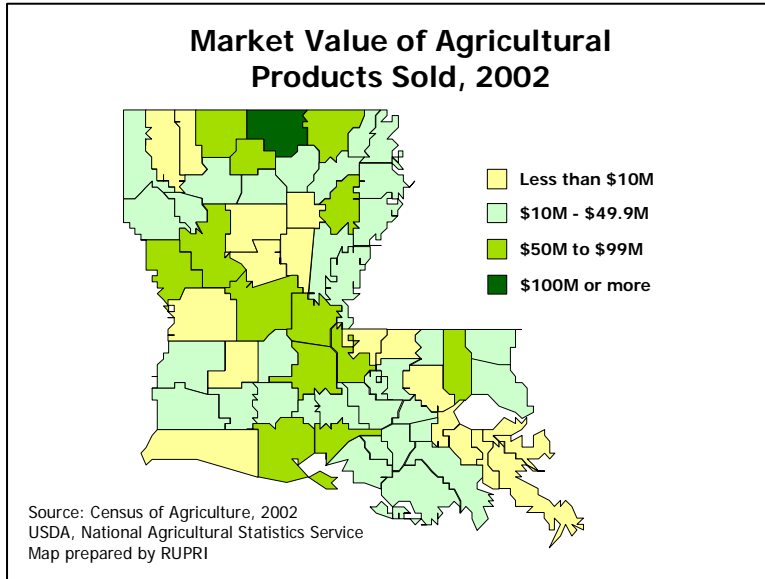 Market Value of Agricultural
Products Sold, 2002
Less than $10M
$10M - $49.9M
$50M to $99M
$100M or more
Source: Census of Agriculture, 2002
USDA, National Agricultural Statistics Service
Map prepared by RUPRI